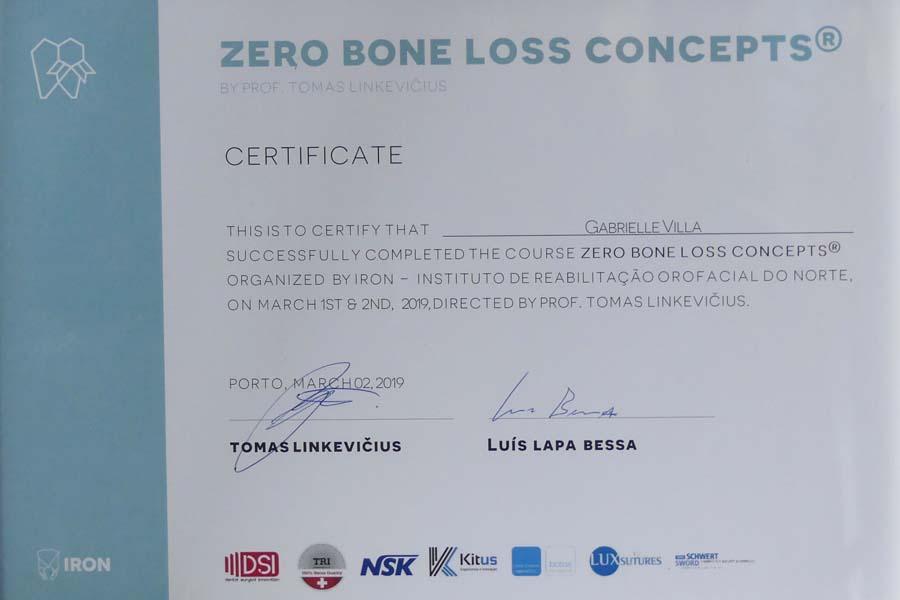 ZERO BONE LOSS CONCEPTS®
BY PROF. TOMAS LINKEVIČIUS
CERTIFICATE
THIS IS TO CERTIFY THAT GABRIELLE VILLA
SUCCESSFULLY COMPLETED THE COURSE ZERO BONE LOSS CONCEPTS®
ORGANIZED BY IRON – INSTITUTO DE REABILITAÇÃO OROFACIAL DO NORTE,
ON MARCH 1ST & 2ND, 2019, DIRECTED BY PROF. TOMAS LINKEVIČIUS.
PORTO, MARCH 02, 2019
TOMAS LINKEVIČIUS LUÍS LAPA BESSA
IRON
DSI
TRI
NSK
Kitus
LUXSUTURES
SCHWERT
SWORD